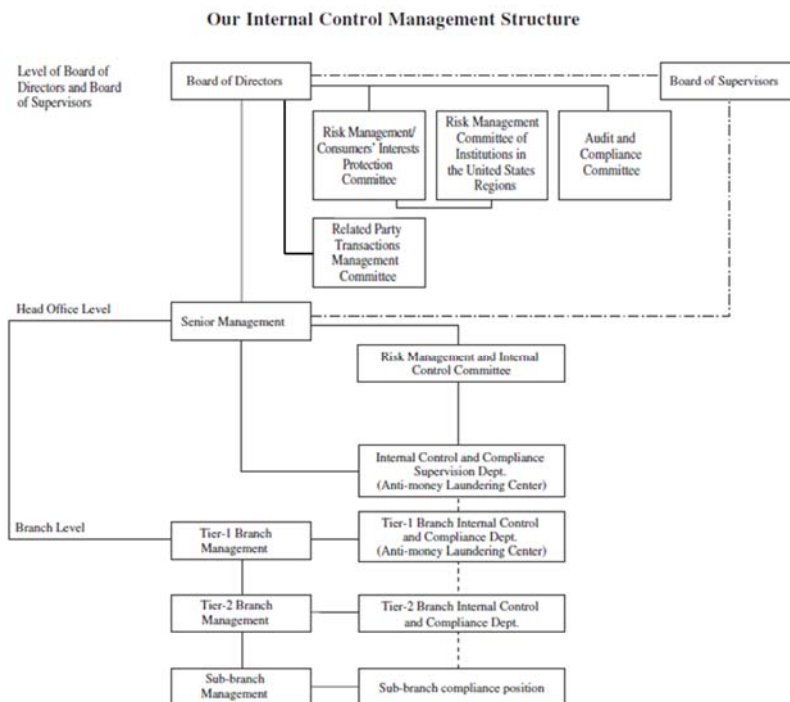 Our Internal Control Management Structure
Level of Board of
Directors and Board
of Supervisors
Board of Directors
Board of Supervisors
Risk Management/
Consumers' Interests
Protection
Committee
Risk Management
Committee of
Institutions in
the United States
Regions
Audit and
Compliance
Committee
Related Party
Transactions
Management
Committee
Head Office Level
Senior Management
Risk Management and Internal
Control Committee
Internal Control and Compliance
Supervision Dept.
(Anti-money Laundering Center)
Branch Level
Tier-1 Branch
Management
Tier-1 Branch Internal Control
and Compliance Dept.
(Anti-money Laundering Center)
Tier-2 Branch
Management
Tier-2 Branch Internal Control
and Compliance Dept.
Sub-branch
Management
Sub-branch compliance position